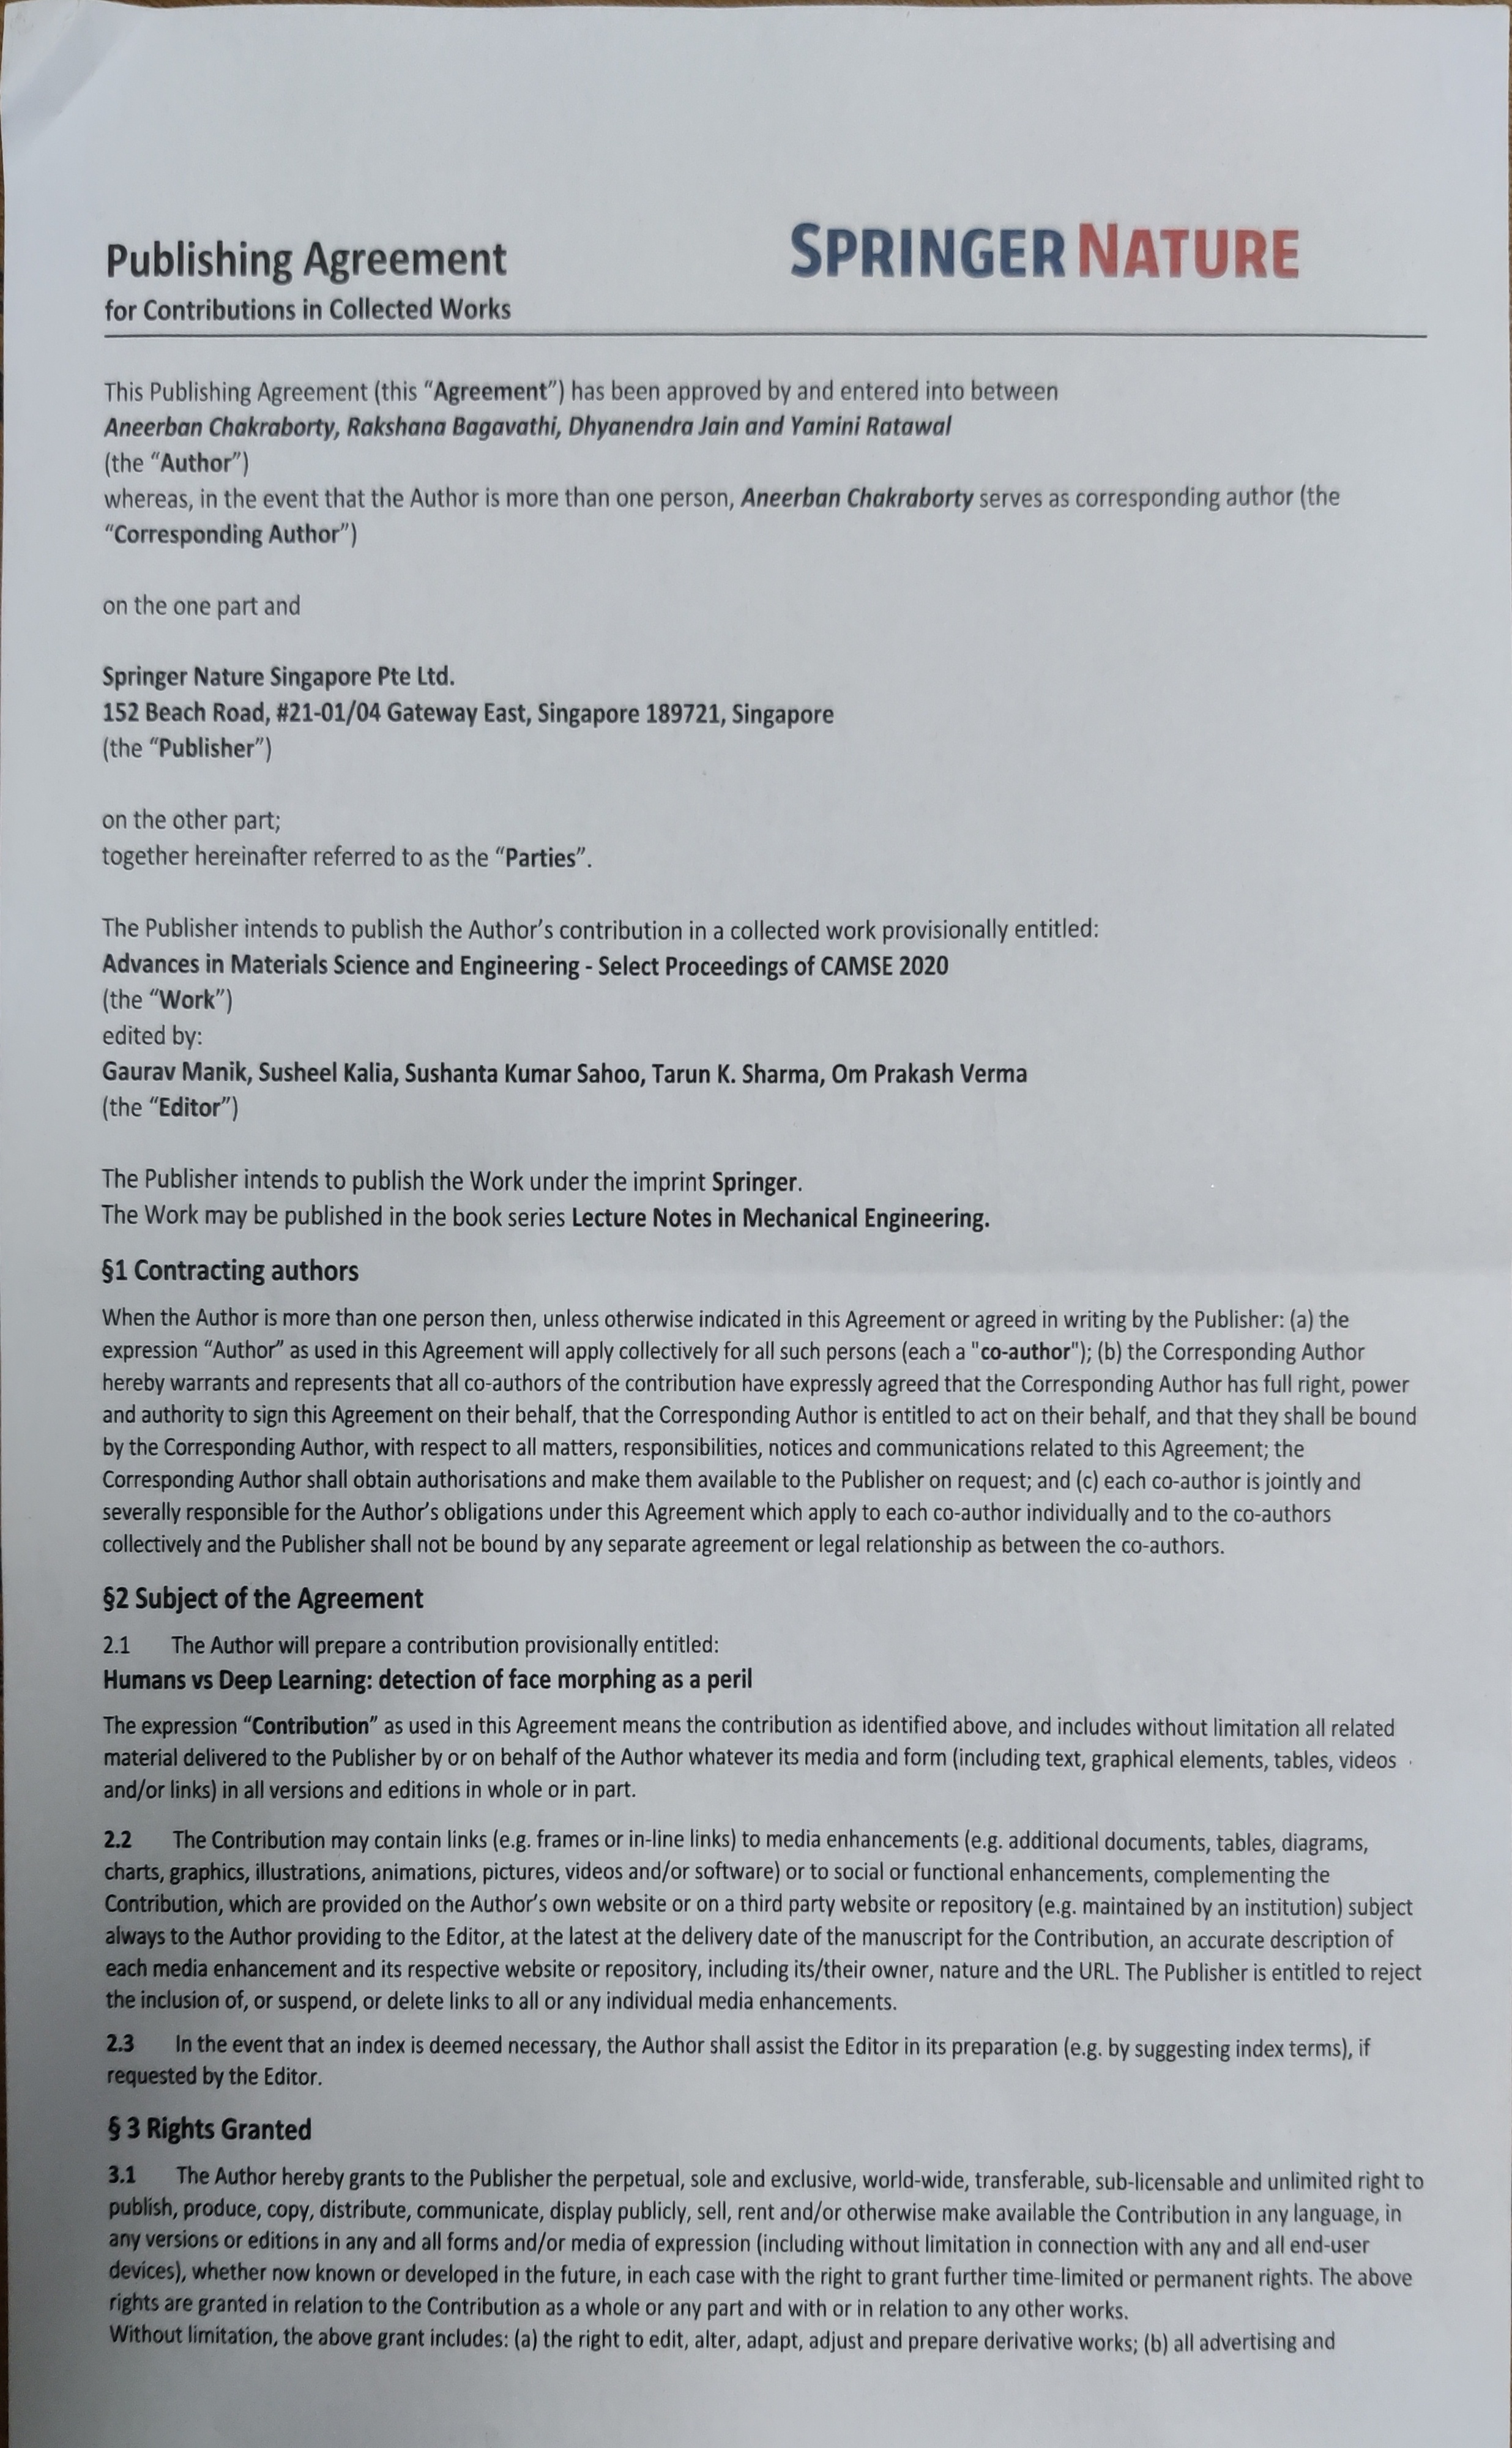 Publishing Agreement
SPRINGER NATURE
for Contributions in Collected Works
This Publishing Agreement (this “Agreement”) has been approved by and entered into between
Aneerban Chakraborty, Rakshana Bagavathi, Dhyanendra Jain and Yamini Ratawal
(the “Author”)
whereas, in the event that the Author is more than one person, Aneerban Chakraborty serves as corresponding author (the
“Corresponding Author”)
on the one part and
Springer Nature Singapore Pte Ltd.
152 Beach Road, #21-01/04 Gateway East, Singapore 189721, Singapore
(the “Publisher”)
on the other part;
together hereinafter referred to as the “Parties”.
The Publisher intends to publish the Author’s contribution in a collected work provisionally entitled:
Advances in Materials Science and Engineering - Select Proceedings of CAMSE 2020
(the “Work”)
edited by:
Gaurav Manik, Susheel Kalia, Sushanta Kumar Sahoo, Tarun K. Sharma, Om Prakash Verma
(the “Editor”)
The Publisher intends to publish the Work under the imprint Springer.
The Work may be published in the book series Lecture Notes in Mechanical Engineering.
§1 Contracting authors
When the Author is more than one person then, unless otherwise indicated in this Agreement or agreed in writing by the Publisher: (a) the
expression “Author” as used in this Agreement will apply collectively for all such persons (each a "co-author"); (b) the Corresponding Author
hereby warrants and represents that all co-authors of the contribution have expressly agreed that the Corresponding Author has full right, power
and authority to sign this Agreement on their behalf, that the Corresponding Author is entitled to act on their behalf, and that they shall be bound
by the Corresponding Author, with respect to all matters, responsibilities, notices and communications related to this Agreement; the
Corresponding Author shall obtain authorisations and make them available to the Publisher on request; and (c) each co-author is jointly and
severally responsible for the Author’s obligations under this Agreement which apply to each co-author individually and to the co-authors
collectively and the Publisher shall not be bound by any separate agreement or legal relationship as between the co-authors.
§2 Subject of the Agreement
2.1 The Author will prepare a contribution provisionally entitled:
Humans vs Deep Learning: detection of face morphing as a peril
The expression “Contribution” as used in this Agreement means the contribution as identified above, and includes without limitation all related
material delivered to the Publisher by or on behalf of the Author whatever its media and form (including text, graphical elements, tables, videos
and/or links) in all versions and editions in whole or in part.
2.2 The Contribution may contain links (e.g. frames or in-line links) to media enhancements (e.g. additional documents, tables, diagrams,
charts, graphics, illustrations, animations, pictures, videos and/or software) or to social or functional enhancements, complementing the
Contribution, which are provided on the Author’s own website or on a third party website or repository (e.g. maintained by an institution) subject
always to the Author providing to the Editor, at the latest at the delivery date of the manuscript for the Contribution, an accurate description of
each media enhancement and its respective website or repository, including its/their owner, nature and the URL. The Publisher is entitled to reject
the inclusion of, or suspend, or delete links to all or any individual media enhancements.
2.3 In the event that an index is deemed necessary, the Author shall assist the Editor in its preparation (e.g. by suggesting index terms), if
requested by the Editor.
§ 3 Rights Granted
3.1 The Author hereby grants to the Publisher the perpetual, sole and exclusive, world-wide, transferable, sub-licensable and unlimited right to
publish, produce, copy, distribute, communicate, display publicly, sell, rent and/or otherwise make available the Contribution in any language, in
any versions or editions in any and all forms and/or media of expression (including without limitation in connection with any and all end-user
devices), whether now known or developed in the future, in each case with the right to grant further time-limited or permanent rights. The above
rights are granted in relation to the Contribution as a whole or any part and with or in relation to any other works.
Without limitation, the above grant includes: (a) the right to edit, alter, adapt, adjust and prepare derivative works; (b) all advertising and